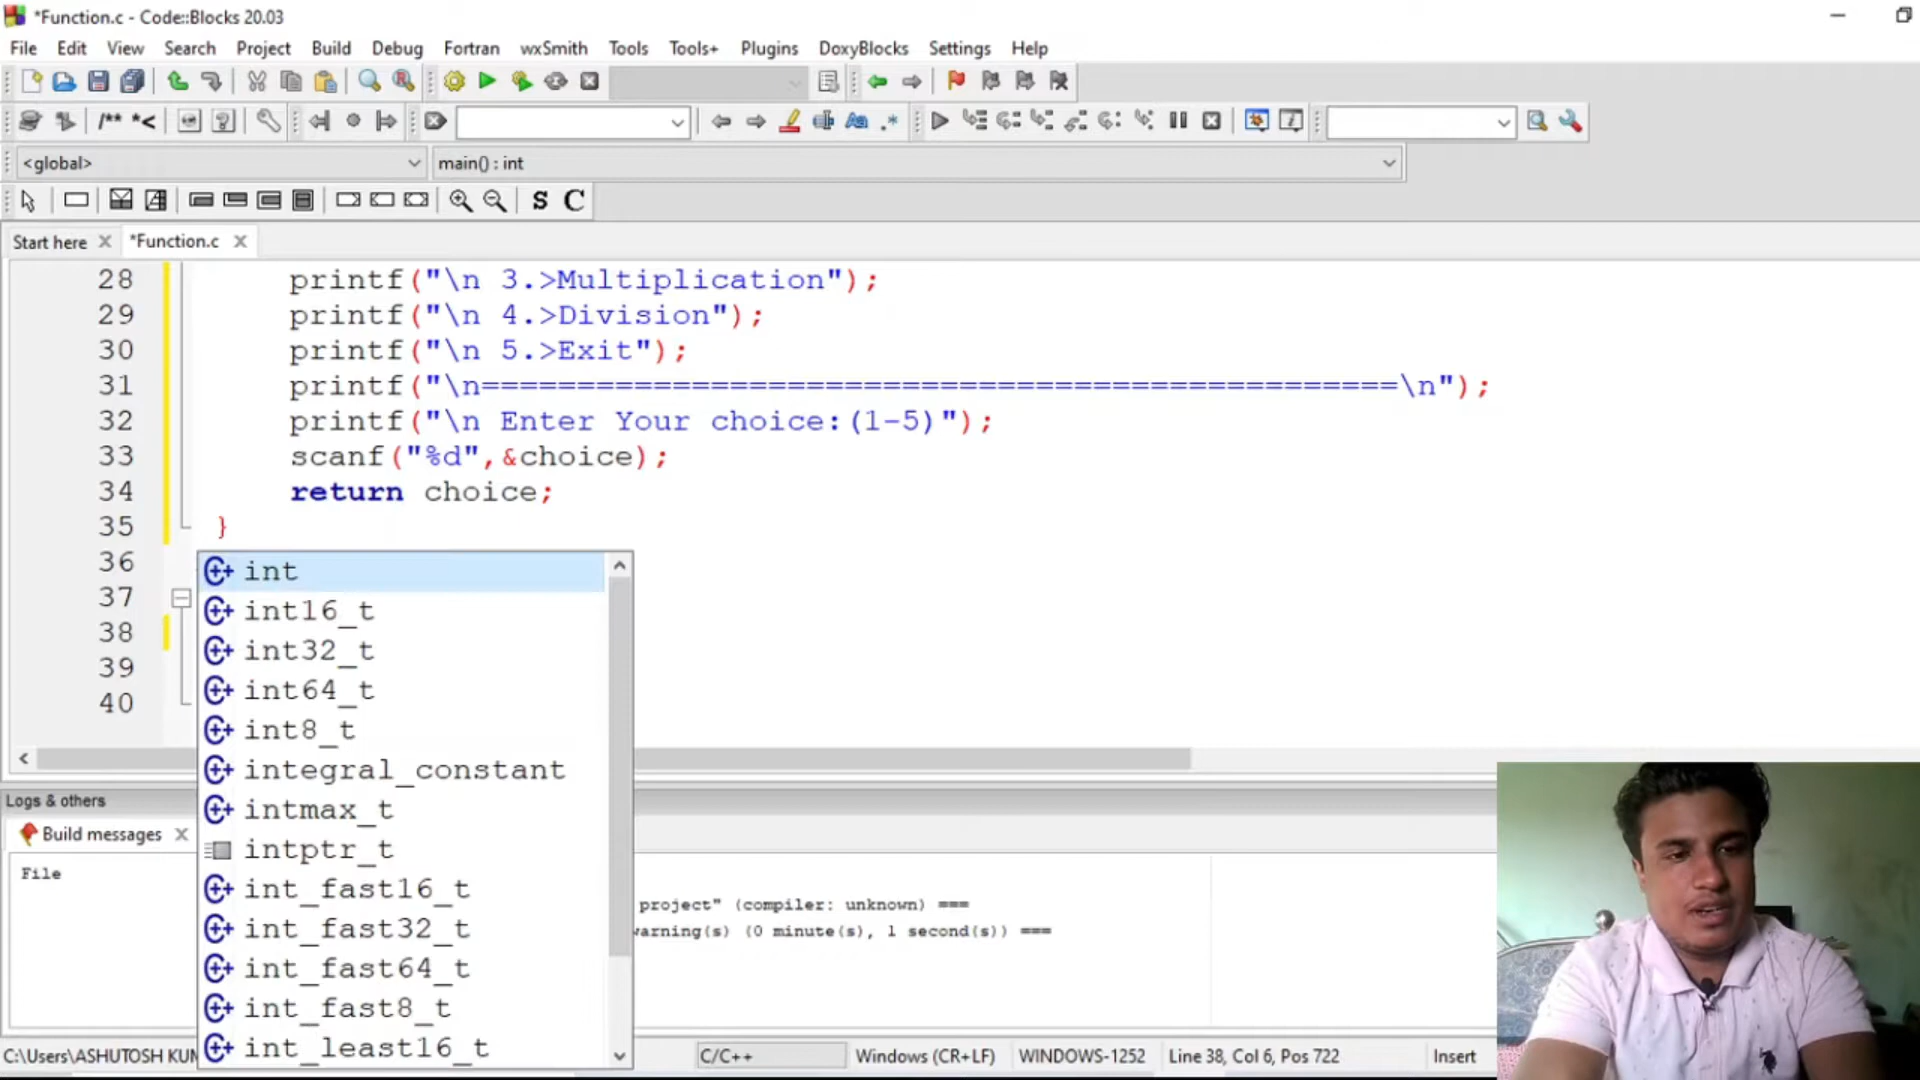 *Function.c - Code::Blocks 20.03
File Edit View Search Project Build Debug Fortran wxSmith Tools Tools+ Plugins DoxyBlocks Settings Help
/** *<
Aa .*
<global> main() : int
S C
Start here *Function.c
28 printf("\n 3.>Multiplication");
29 printf("\n 4.>Division");
30 printf("\n 5.>Exit");
31 printf("\n================================================\n");
32 printf("\n Enter Your choice:(1-5)");
33 scanf("%d",&choice);
34 return choice;
35 }
36
37
38
39
40
int
int16_t
int32_t
int64_t
int8_t
integral_constant
intmax_t
intptr_t
int_fast16_t
int_fast32_t
int_fast64_t
int_fast8_t
int_least16_t
Logs & others
Build messages
File
project" (compiler: unknown) ===
warning(s) (0 minute(s), 1 second(s)) ===
C:\Users\ASHUTOSH KUM C/C++ Windows (CR+LF) WINDOWS-1252 Line 38, Col 6, Pos 722 Insert